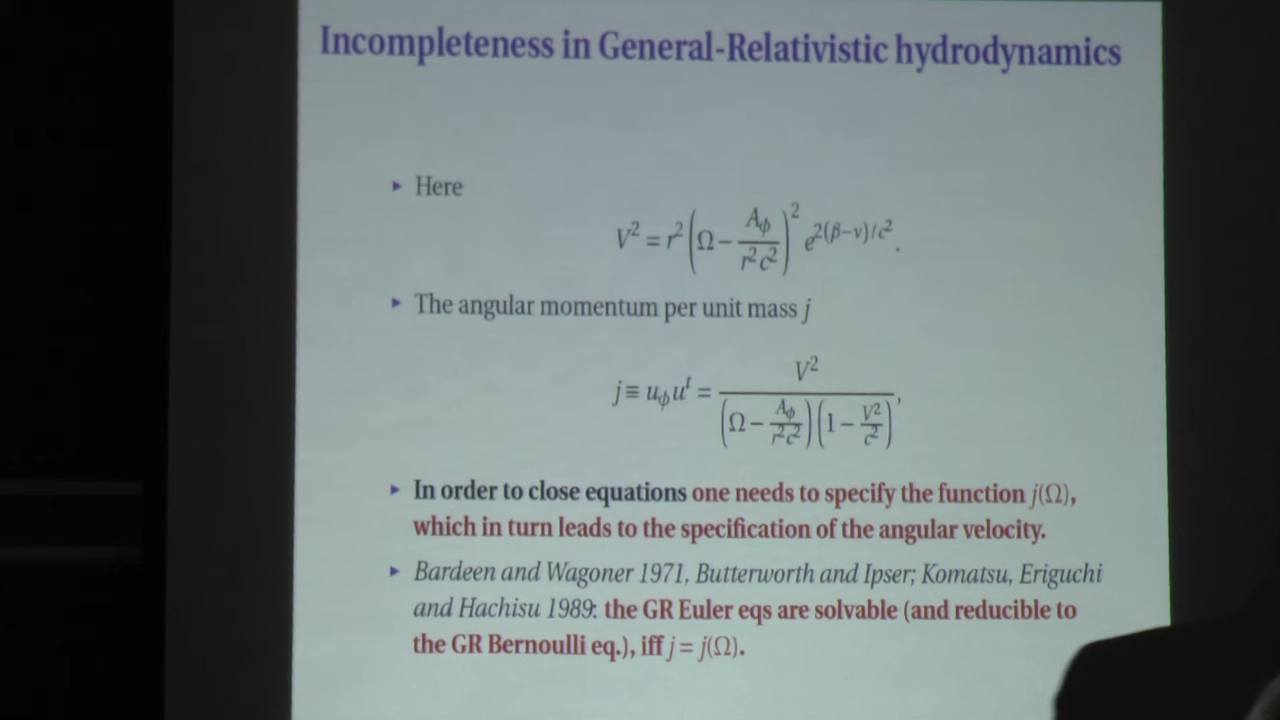 Incompleteness in General-Relativistic hydrodynamics
▸ Here
V² = r² (Ω − A_ϕ / r²c²)² e^{2(β−ν)/c²}.
▸ The angular momentum per unit mass j
j ≡ u_ϕ u^t = V² / ((Ω − A_ϕ / r²c²)(1 − V²/c²)),
▸ In order to close equations one needs to specify the function j(Ω),
which in turn leads to the specification of the angular velocity.
▸ Bardeen and Wagoner 1971, Butterworth and Ipser; Komatsu, Eriguchi
and Hachisu 1989: the GR Euler eqs are solvable (and reducible to
the GR Bernoulli eq.), iff j = j(Ω).